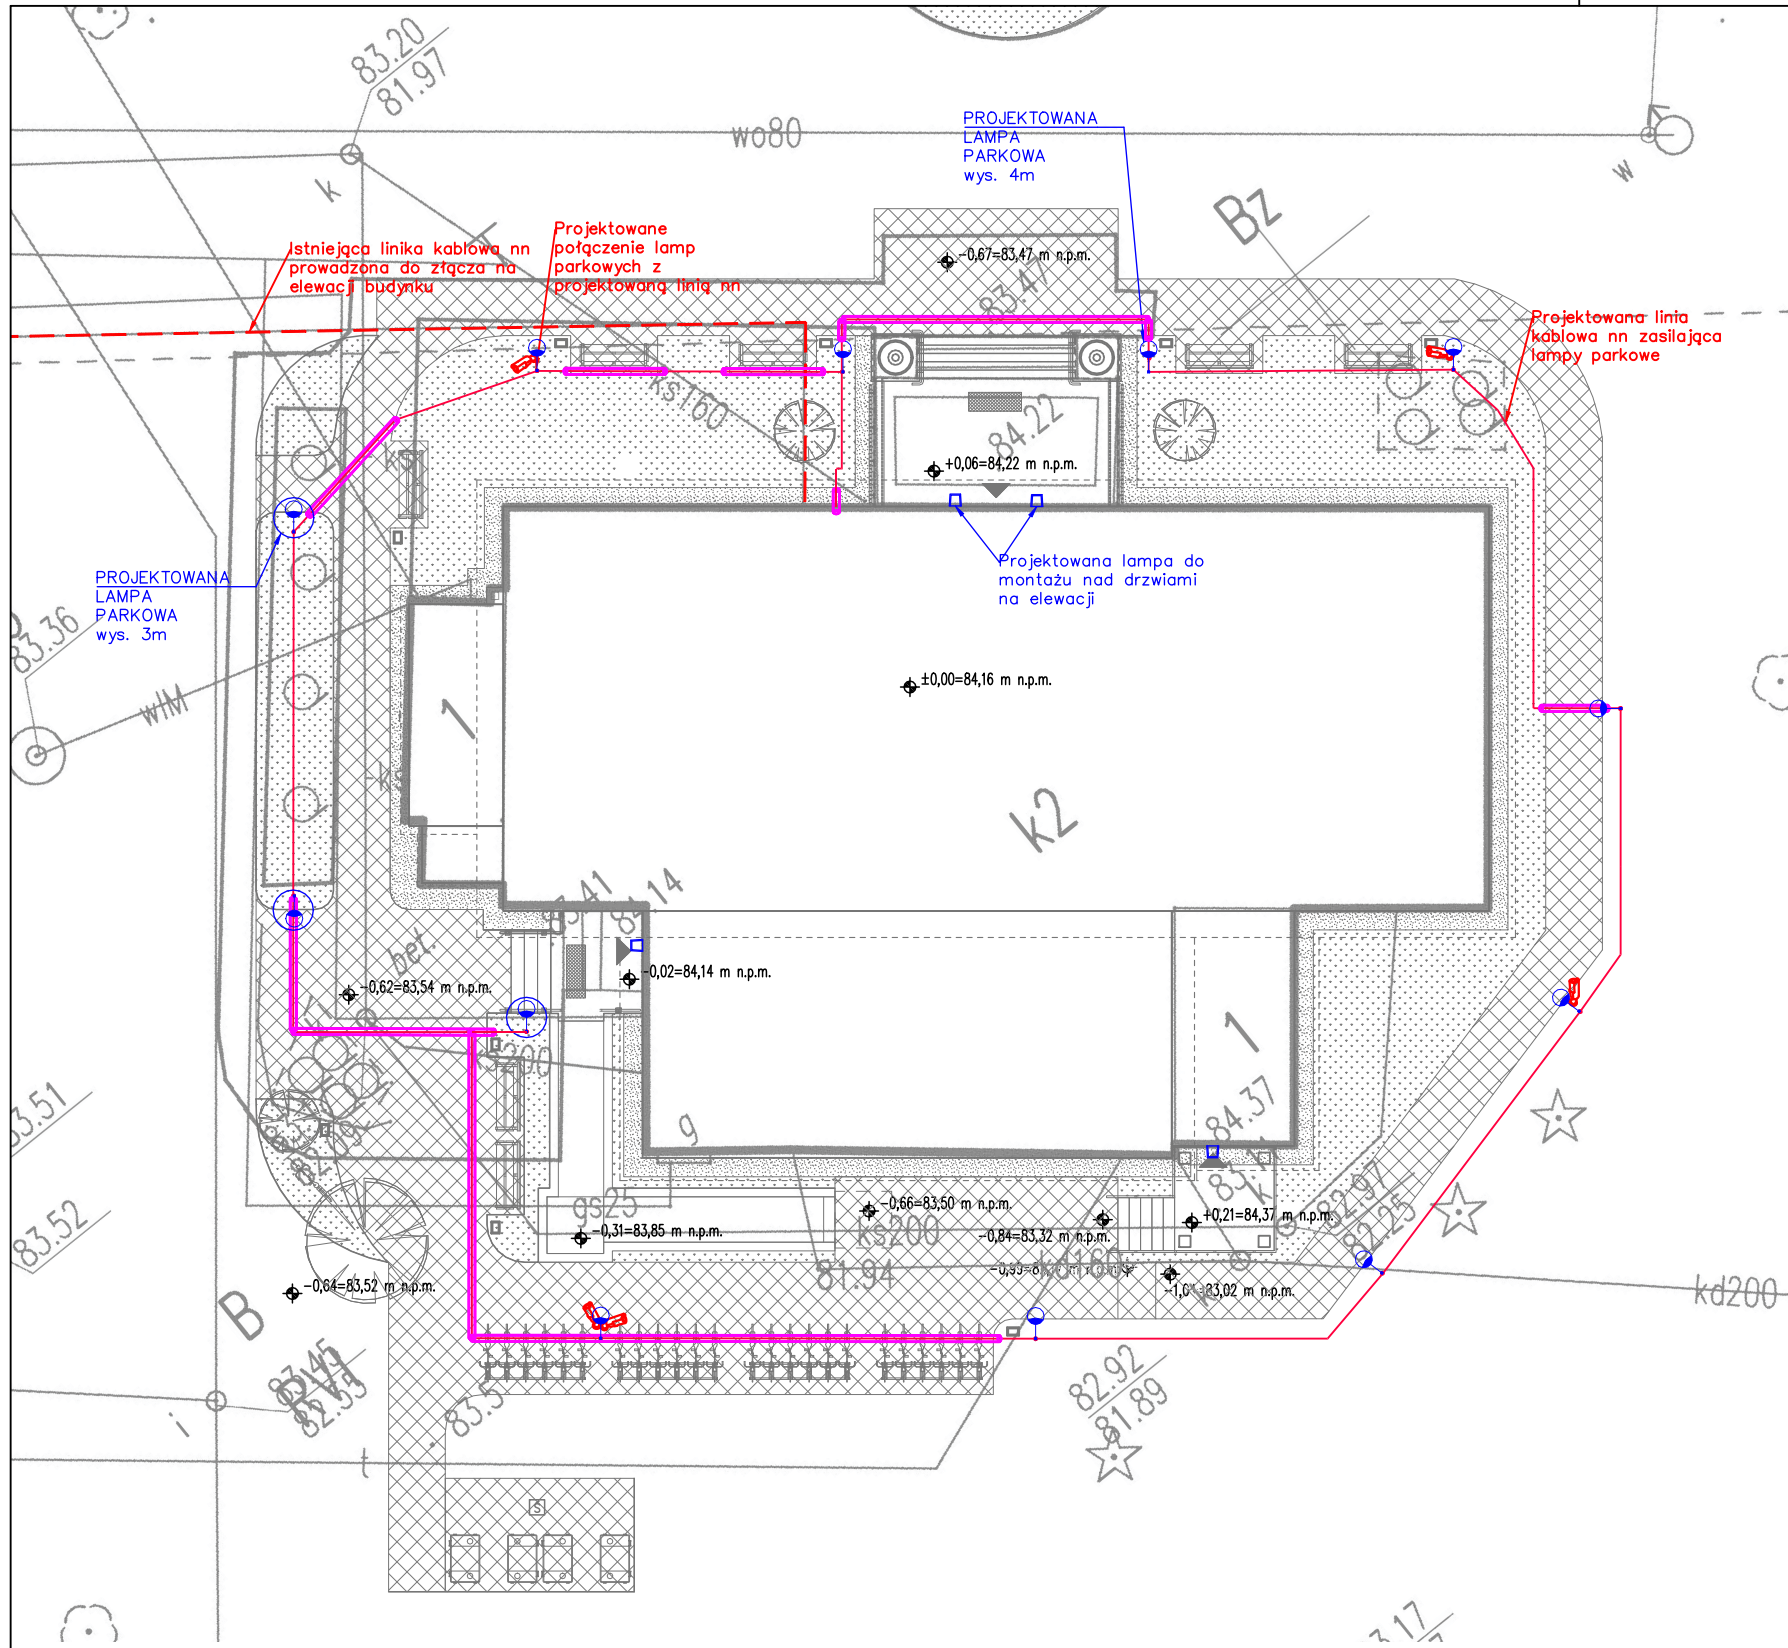 83.20
81.97
wo80
PROJEKTOWANA
LAMPA
PARKOWA
wys. 4m
w
k
Bz
Istniejąca linika kablowa nn
prowadzona do złącza na
elewacji budynku
Projektowane
połączenie lamp
parkowych z
projektowaną linią nn
-0,67=83,47 m n.p.m.
83.47
Projektowana linia
kablowa nn zasilająca
lampy parkowe
ks160
84.22
+0,06=84,22 m n.p.m.
ks
Projektowana lampa do
montażu nad drzwiami
na elewacji
PROJEKTOWANA
LAMPA
PARKOWA
wys. 3m
83.36
wlM
1
±0,00=84,16 m n.p.m.
k2
bet.
-0,02=84,14 m n.p.m.
-0,62=83,54 m n.p.m.
ks200
1
g
84.37
83.51
83.52
gs25
-0,66=83,50 m n.p.m.
ks200
-0,31=83,85 m n.p.m.
-0,84=83,32 m n.p.m.
+0,21=84,37 m n.p.m.
82.97
82.25
81.94
kd160
-0,64=83,52 m n.p.m.
B
kd200
82.92
81.89
83.5
i
t
S